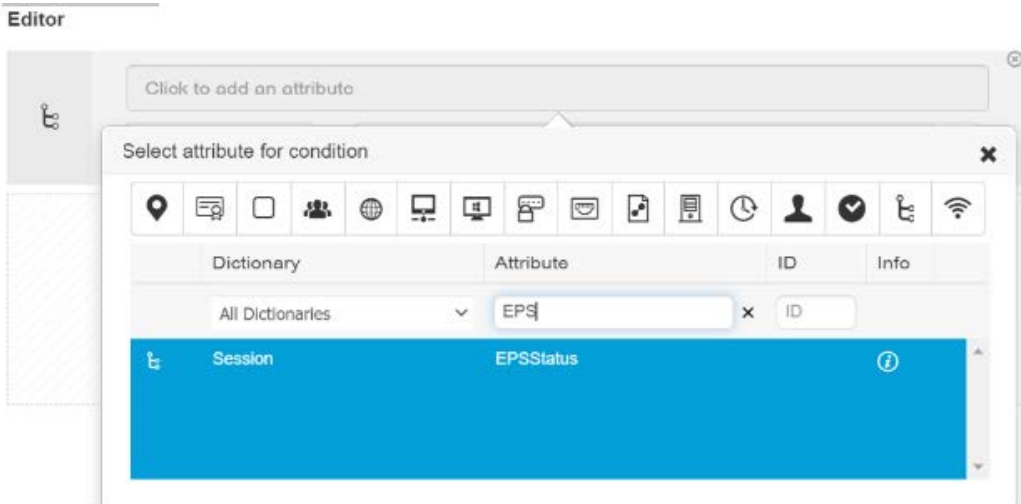 Editor
Click to add an attribute
Select attribute for condition
Dictionary Attribute ID Info
All Dictionaries EPS ID
Session EPSStatus